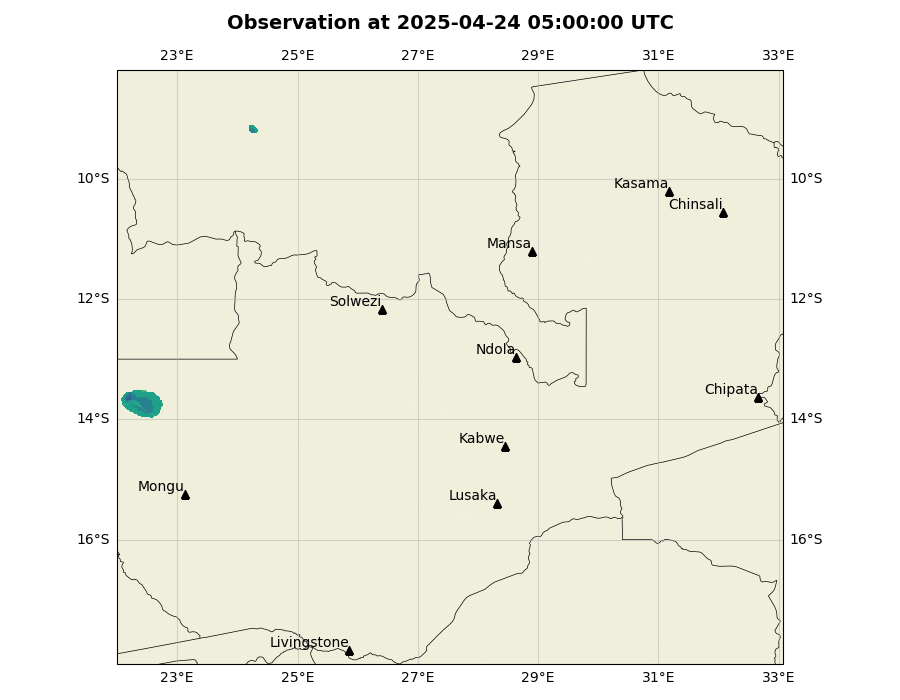 Observation at 2025-04-24 05:00:00 UTC
23°E 25°E 27°E 29°E 31°E 33°E
10°S 10°S
Kasama
Chinsali
Mansa
12°S 12°S
Solwezi
Ndola
Chipata
14°S 14°S
Kabwe
Mongu
Lusaka
16°S 16°S
Livingstone
23°E 25°E 27°E 29°E 31°E 33°E